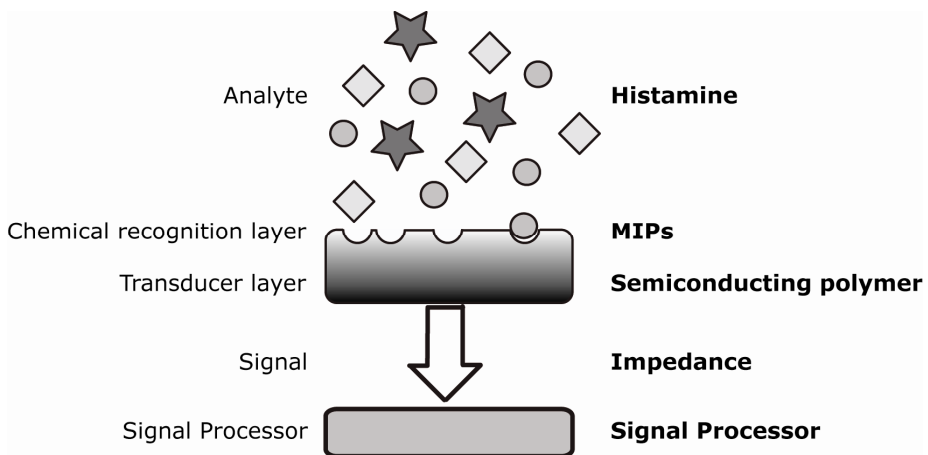 Analyte Histamine
Chemical recognition layer MIPs
Transducer layer Semiconducting polymer
Signal Impedance
Signal Processor Signal Processor